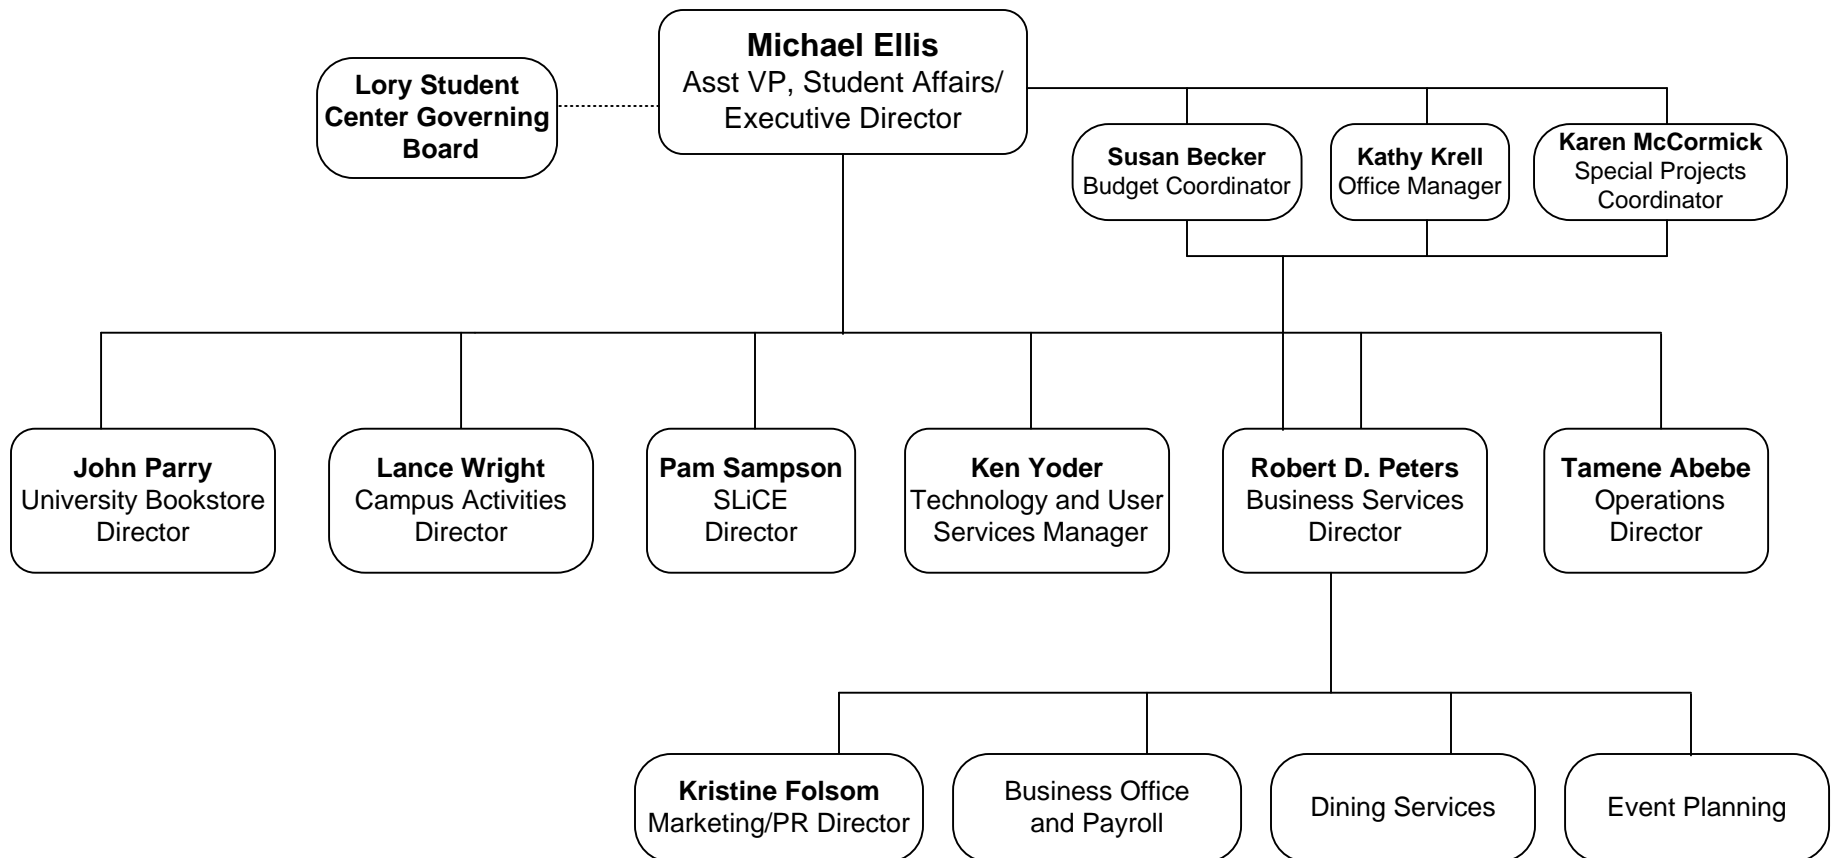 Michael Ellis
Asst VP, Student Affairs/
Executive Director
Lory Student
Center Governing
Board
Susan Becker
Budget Coordinator
Kathy Krell
Office Manager
Karen McCormick
Special Projects
Coordinator
John Parry
University Bookstore
Director
Lance Wright
Campus Activities
Director
Pam Sampson
SLiCE
Director
Ken Yoder
Technology and User
Services Manager
Robert D. Peters
Business Services
Director
Tamene Abebe
Operations
Director
Kristine Folsom
Marketing/PR Director
Business Office
and Payroll
Dining Services
Event Planning